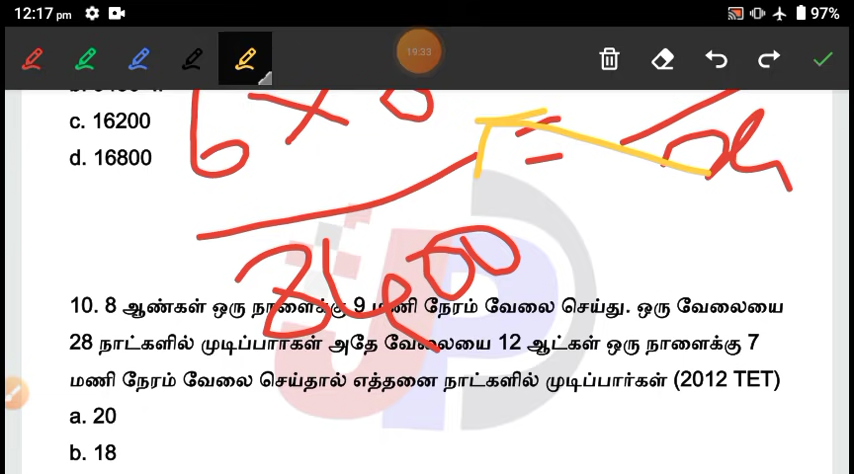 12:17 pm
97%
19:33
c. 16200
d. 16800
6 x 8 =
3600
x
10. 8 ஆண்கள் ஒரு நாளைக்கு 9 மணி நேரம் வேலை செய்து. ஒரு வேலையை
28 நாட்களில் முடிப்பார்கள் அதே வேலையை 12 ஆட்கள் ஒரு நாளைக்கு 7
மணி நேரம் வேலை செய்தால் எத்தனை நாட்களில் முடிப்பார்கள் (2012 TET)
a. 20
b. 18